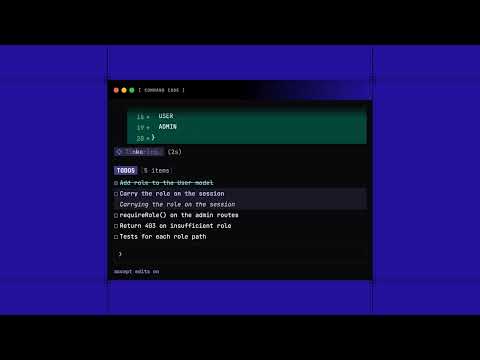 [ COMMAND CODE ]
18 + USER
19 + ADMIN
20 + }
(2s)
TODOS [5 items]
Add role to the User model
Carry the role on the session
Carrying the role on the session
requireRole() on the admin routes
Return 403 on insufficient role
Tests for each role path
›
accept edits on